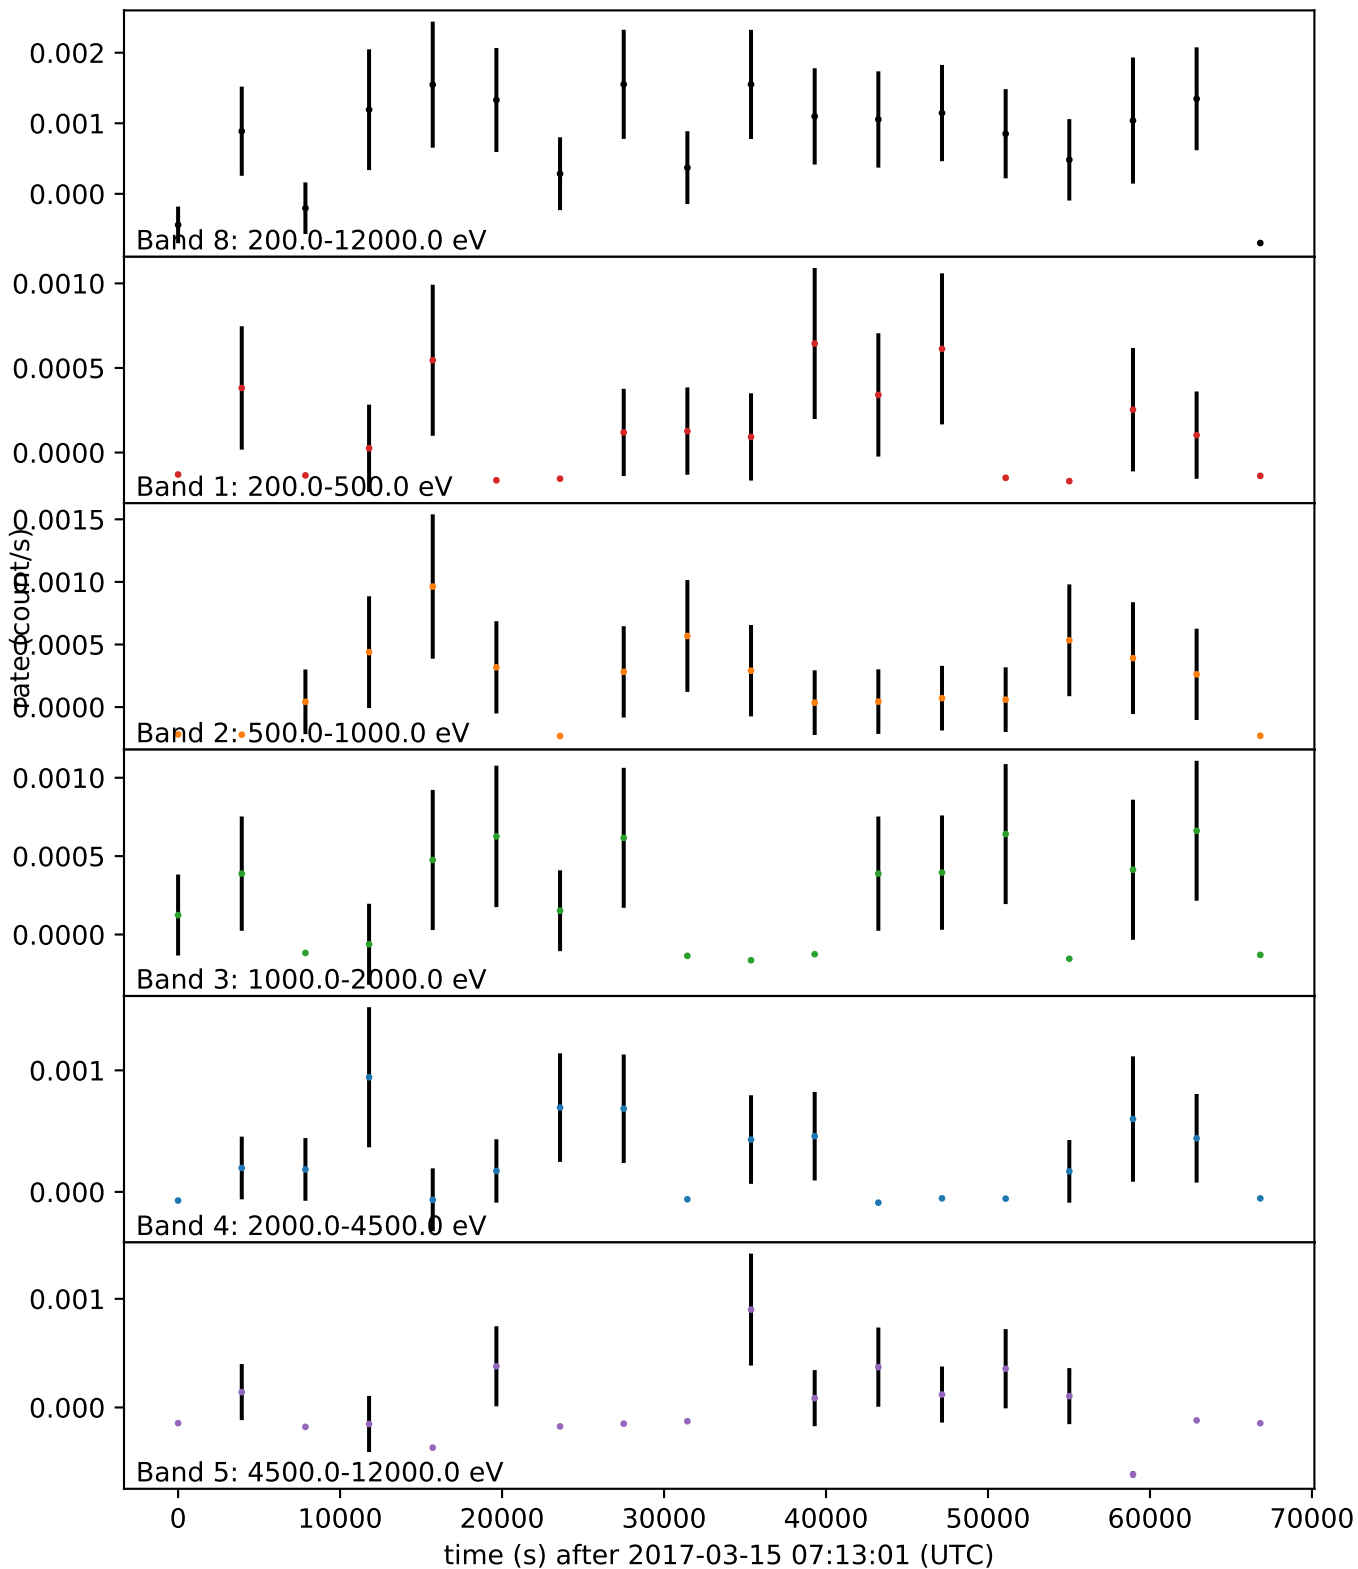 0.002
0.001
0.000
Band 8: 200.0-12000.0 eV
0.0010
0.0005
0.0000
Band 1: 200.0-500.0 eV
rate (count/s)
0.0015
0.0010
0.0005
0.0000
Band 2: 500.0-1000.0 eV
0.0010
0.0005
0.0000
Band 3: 1000.0-2000.0 eV
0.001
0.000
Band 4: 2000.0-4500.0 eV
0.001
0.000
Band 5: 4500.0-12000.0 eV
0 10000 20000 30000 40000 50000 60000 70000
time (s) after 2017-03-15 07:13:01 (UTC)